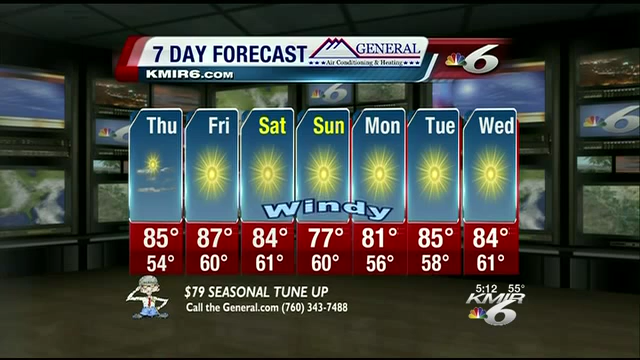 7 DAY FORECAST
GENERAL
Air Conditioning & Heating
KMIR6.COM
6
Thu Fri Sat Sun Mon Tue Wed
Windy
85° 87° 84° 77° 81° 85° 84°
54° 60° 61° 60° 56° 58° 61°
$79 SEASONAL TUNE UP
Call the General.com (760) 343-7488
5:12 55°
KMIR
6